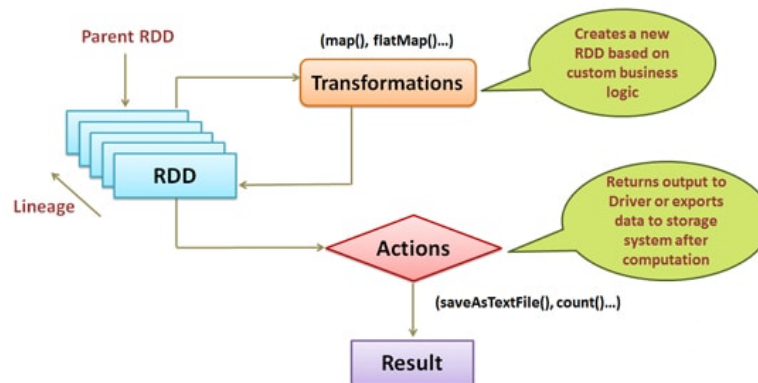 Parent RDD
(map(), flatMap()...)
Creates a new
RDD based on
custom business
logic
Transformations
RDD
Lineage
Returns output to
Driver or exports
data to storage
system after
computation
Actions
(saveAsTextFile(), count()...)
Result